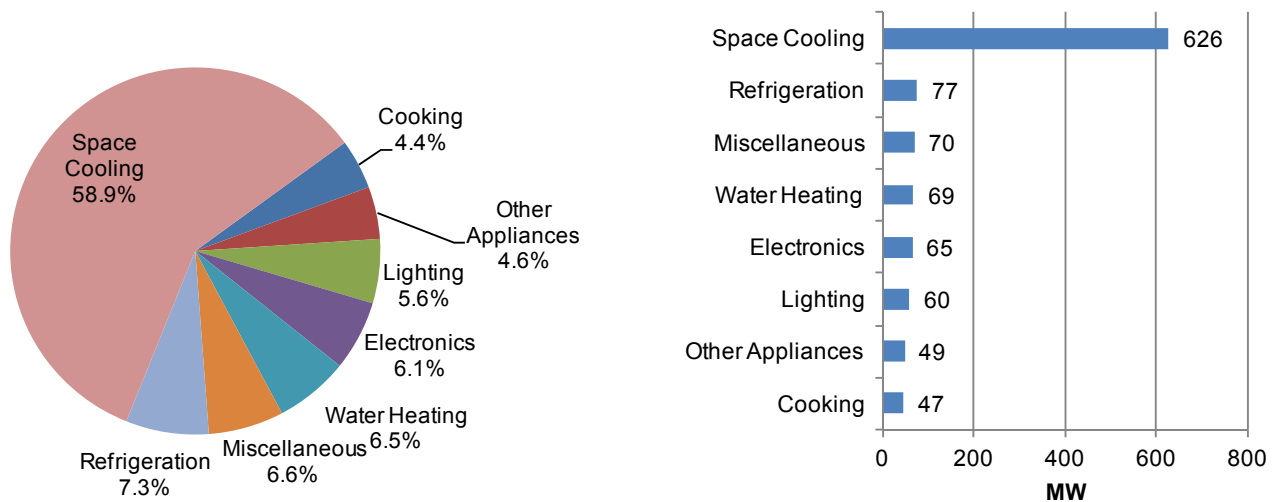 Space
Cooling
58.9%
Cooking
4.4%
Other
Appliances
4.6%
Lighting
5.6%
Electronics
6.1%
Water Heating
6.5%
Miscellaneous
6.6%
Refrigeration
7.3%
Space Cooling 626
Refrigeration 77
Miscellaneous 70
Water Heating 69
Electronics 65
Lighting 60
Other Appliances 49
Cooking 47
0 200 400 600 800
MW